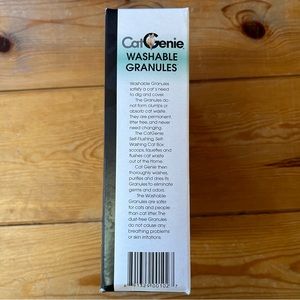 CatGenie
WASHABLE
GRANULES
Washable Granules
satisfy a cat's need
to dig and cover.
The Granules do
not form clumps or
absorb cat waste.
They are permanent,
litter free, and never
need changing.
The CatGenie
Self-Flushing, Self-
Washing Cat Box
scoops, liquefies and
flushes cat waste
out of the Home.
Cat Genie then
thoroughly washes,
purifies and dries its
Granules to eliminate
germs and odors.
The Washable
Granules are safer
for cats and people
than cat litter. The
dust-free Granules
do not cause any
breathing problems
or skin irritations.